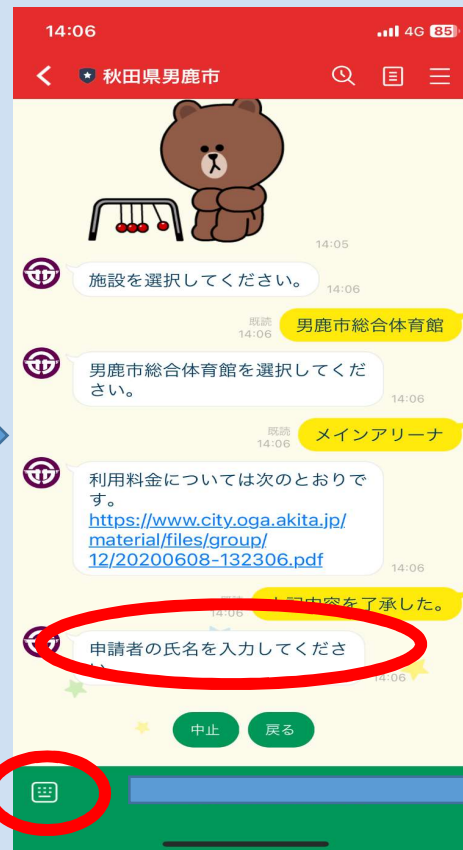 14:06
4G 85
秋田県男鹿市
14:05
施設を選択してください。
14:06
既読
14:06
男鹿市総合体育館
男鹿市総合体育館を選択してくだ
さい。
14:06
既読
14:06
メインアリーナ
利用料金については次のとおりで
す。
https://www.city.oga.akita.jp/
material/files/group/
12/20200608-132306.pdf
14:06
14:06
上記内容を了承した。
申請者の氏名を入力してくださ
14:06
中止
戻る